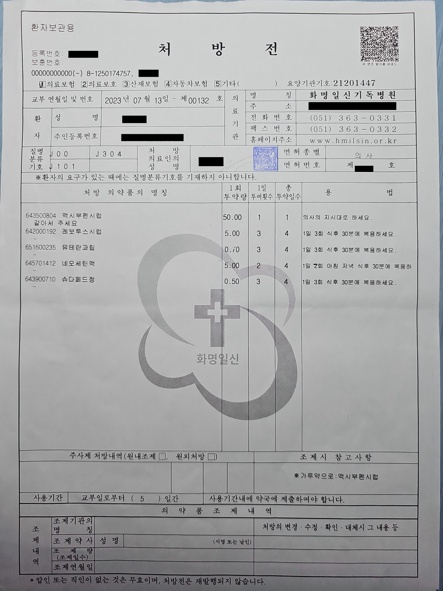 환자보관용
처 방 전
등록번호
보훈번호
00000000000(-) 8-1250174757,
1의료보험 2의료보호 3산재보험 4자동차보험 5기타( ) 요양기관기호:21201447
교부 연월일 및 번호 2023년 07월 13일 - 제00132 호
환자 성 명
주민등록번호
의료기관
명 칭 화명일신기독병원
주 소
전화번호 (051) 363-0331
팩스번호 (051) 363-0332
홈페이지주소 www.hmilsin.or.kr
질병분류기호
J00 J304
J101
처 방 의료인의 성 명
면허종별 의사
면허번호 제 호
*환자의 요구가 있는 때에는 질병분류기호를 기재하지 아니합니다.
처방 의약품의 명칭 1회투약량 1일투여횟수 총투약일수 용 법
643500804 맥시부펜시럽 50.00 1 1 의사의 지시대로 하세요.
갈아서 주세요
642000192 레보투스시럽 5.00 3 4 1일 3회 식후 30분에 복용하세요.
651600235 뮤테란과립 0.70 3 4 1일 3회 식후 30분에 복용하세요.
645701412 네오세틴액 5.00 2 4 1일 2회 아침 저녁 식후 30분에 복용하
643900710 슈다페드정 0.50 3 4 1일 3회 식후 30분에 복용하세요.
화명일신
주사제 처방내역(원내조제 □, 원외처방 □) 조제시 참고사항
*가루약으로:맥시부펜시럽
사용기간 교부일로부터 ( 5 ) 일간 사용기간내에 약국에 제출하여야 합니다.
의 약 품 조 제 내 역
조제내역
조제기관의 명 칭
처방의 변경·수정·확인·대체시 그 내용 등
조제약사 성 명 (서명 또는 날인)
조 제 량 (조제일수)
조제연월일
*날인 또는 직인이 없는 것은 무효이며, 처방전은 재발행되지 않습니다.